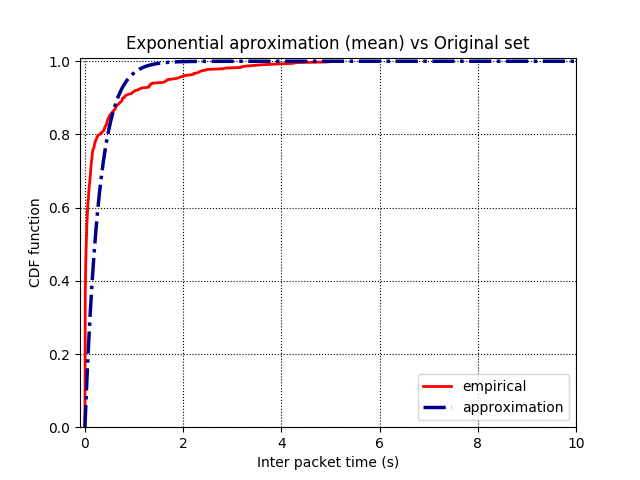 Exponential aproximation (mean) vs Original set
1.0
0.8
0.6
0.4
0.2
0.0
CDF function
empirical
approximation
0 2 4 6 8 10
Inter packet time (s)